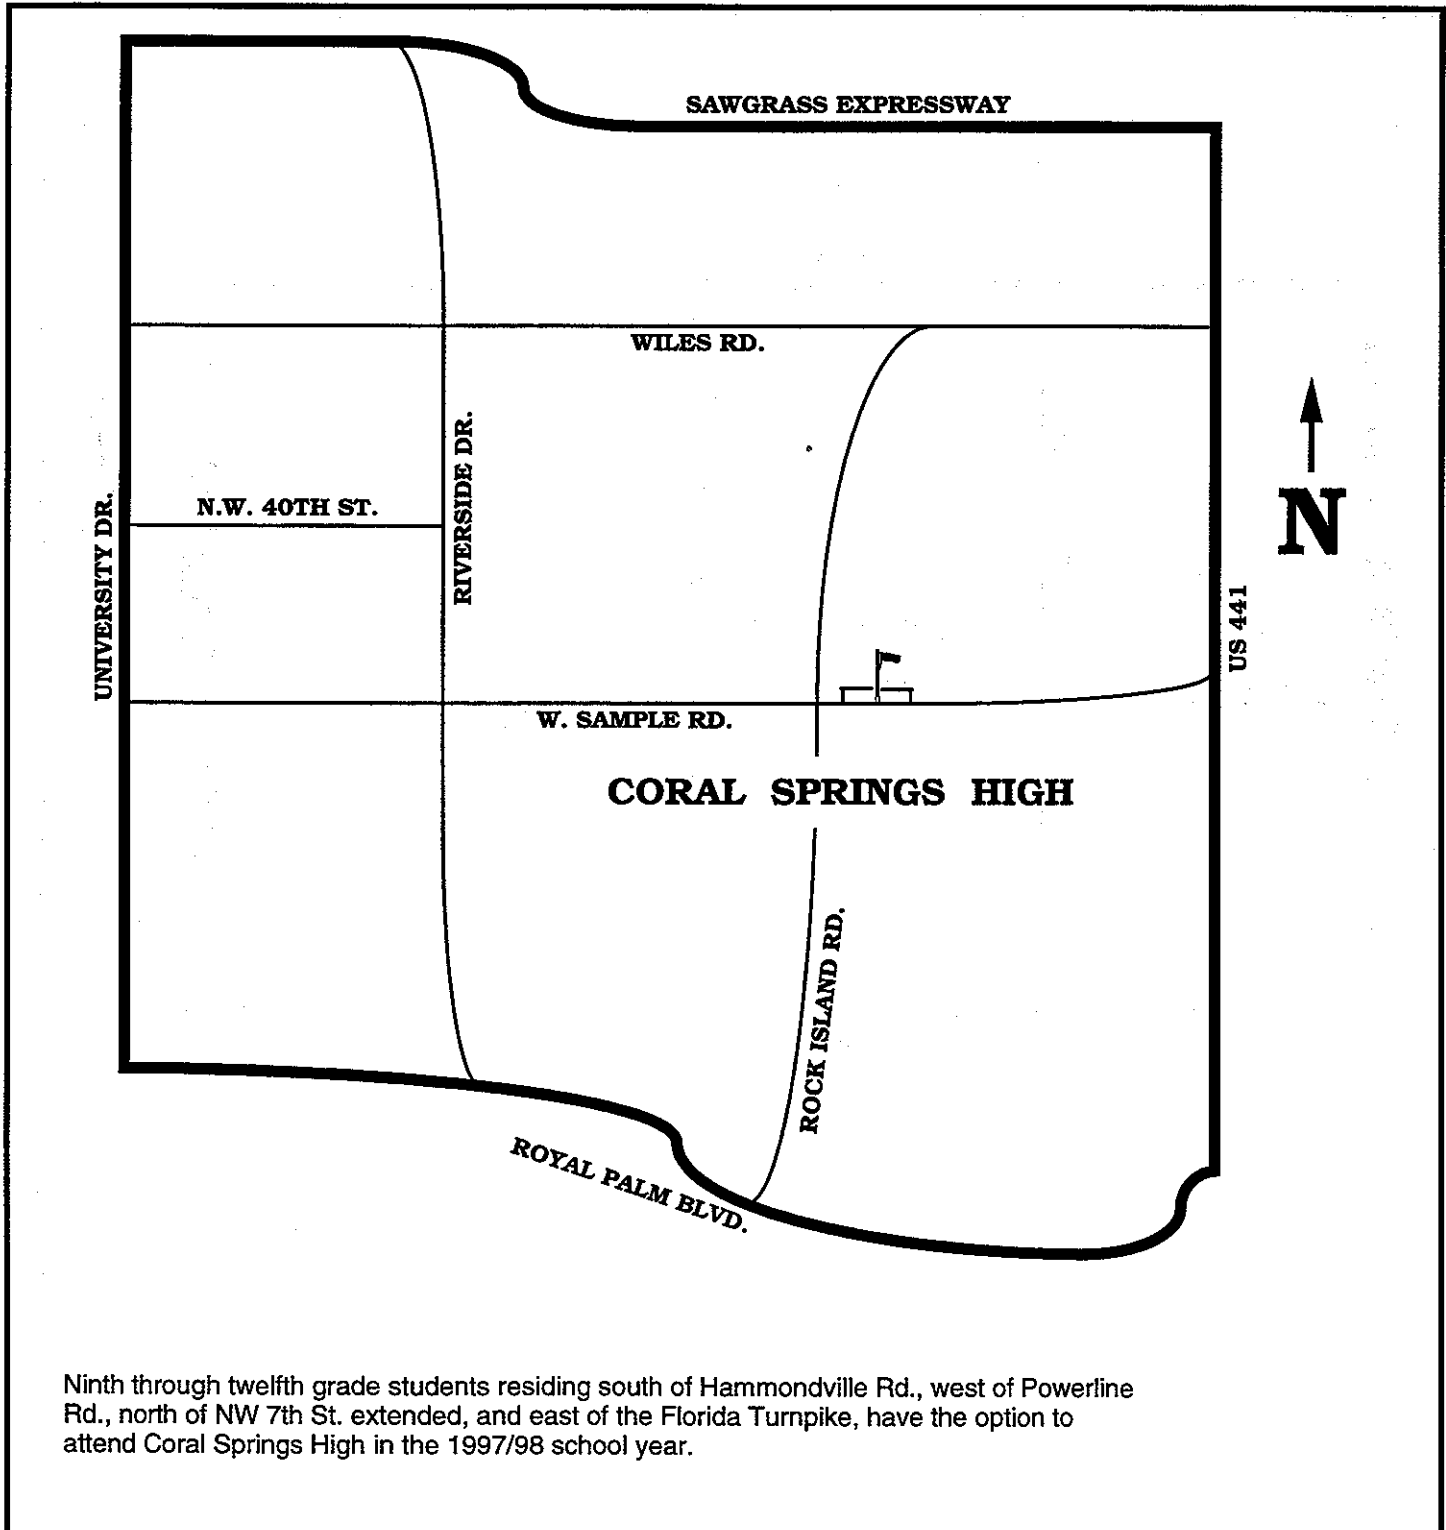 SAWGRASS EXPRESSWAY
WILES RD.
RIVERSIDE DR.
N.W. 40TH ST.
UNIVERSITY DR.
N
US 441
W. SAMPLE RD.
CORAL SPRINGS HIGH
ROCK ISLAND RD.
ROYAL PALM BLVD.
Ninth through twelfth grade students residing south of Hammondville Rd., west of Powerline
Rd., north of NW 7th St. extended, and east of the Florida Turnpike, have the option to
attend Coral Springs High in the 1997/98 school year.